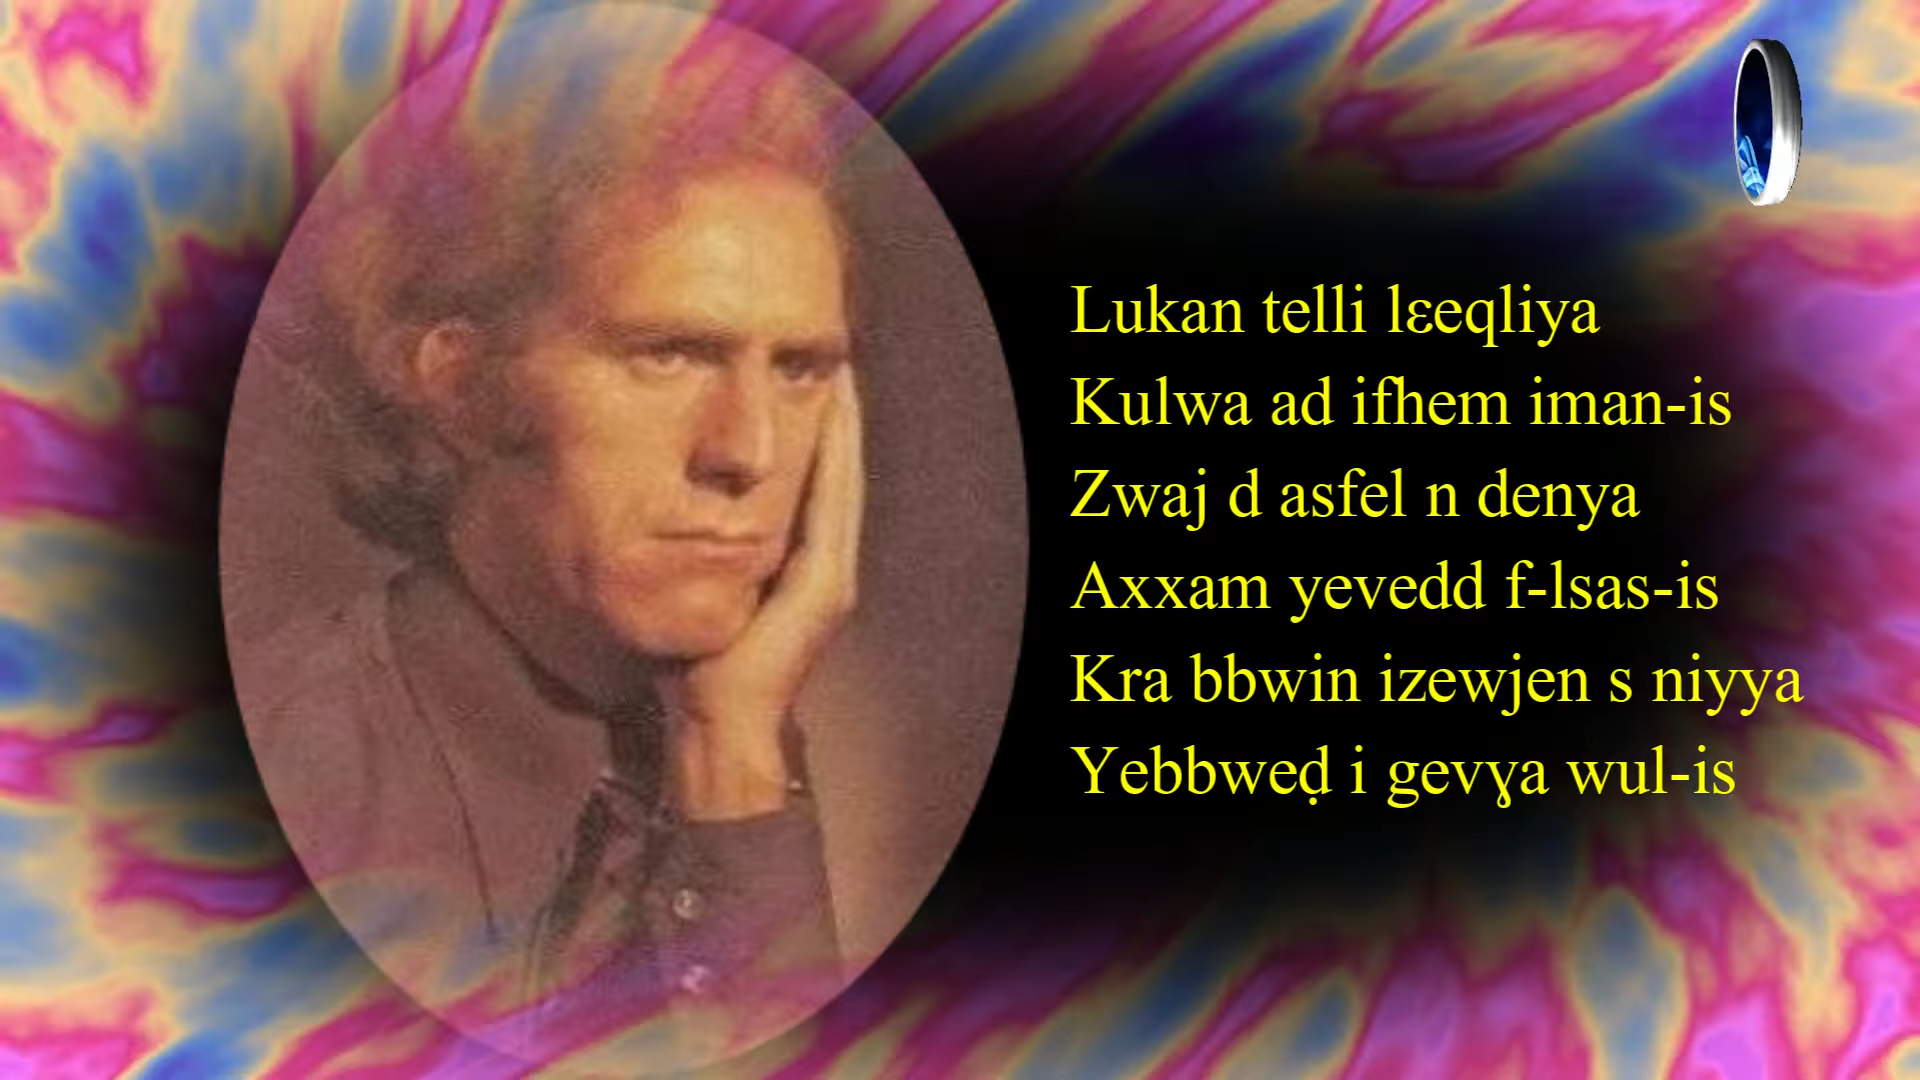 Lukan telli lɛeqliya
Kulwa ad ifhem iman-is
Zwaj d asfel n denya
Axxam yevedd f-lsas-is
Kra bbwin izewjen s niyya
Yebbweḍ i gevɣa wul-is